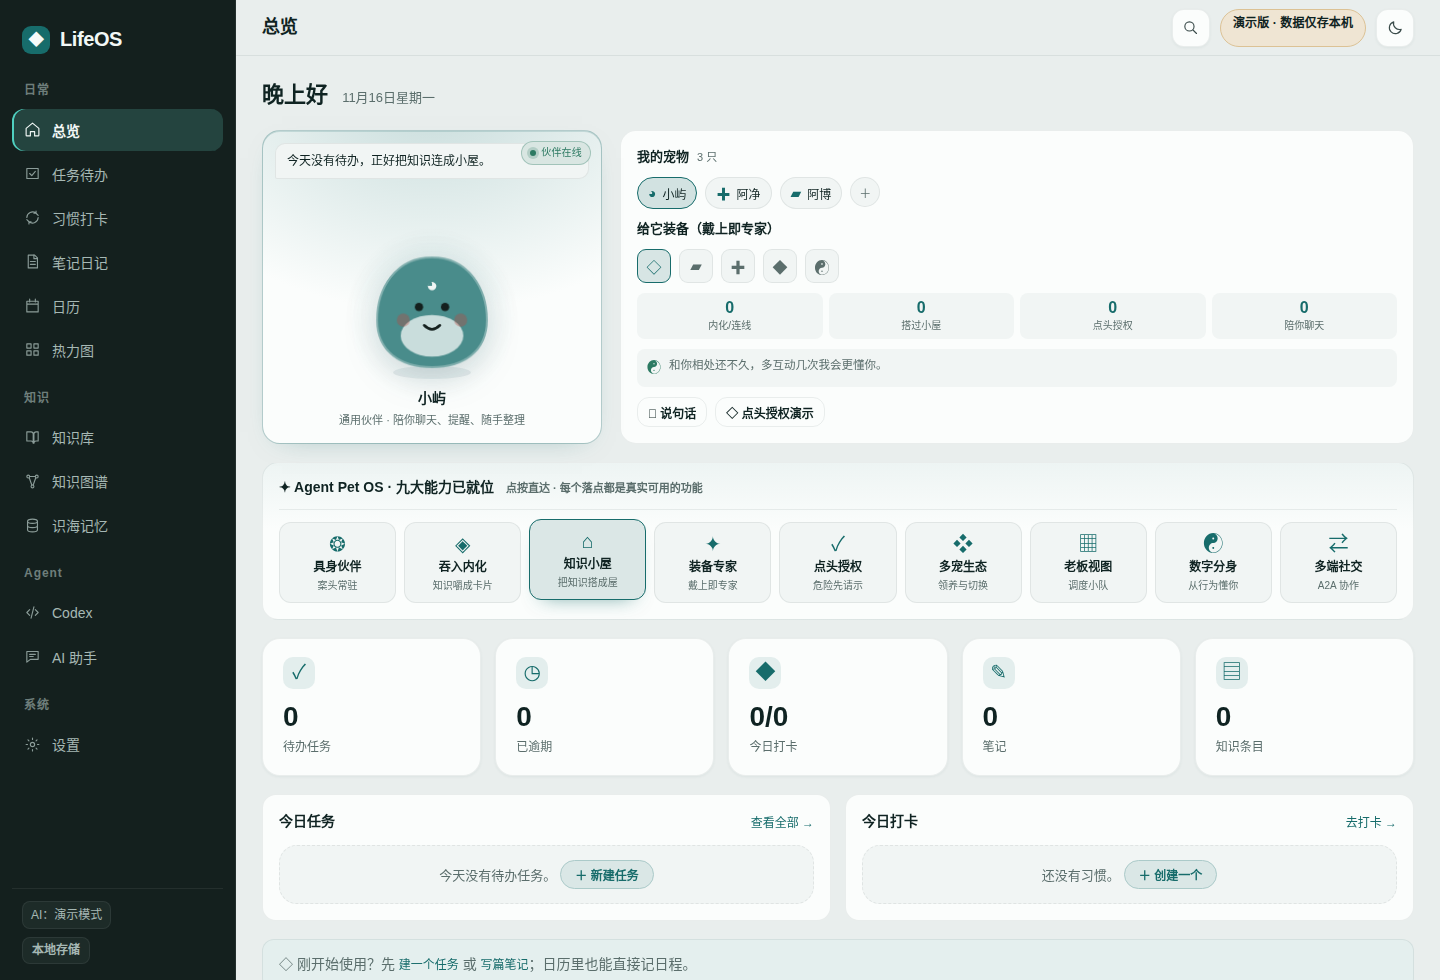 LifeOS
日常
总览
任务待办
习惯打卡
笔记日记
日历
热力图
知识
知识库
知识图谱
识海记忆
Agent
Codex
AI 助手
系统
设置
AI：演示模式
本地存储
总览
演示版 · 数据仅存本机
晚上好 11月16日星期一
今天没有待办，正好把知识连成小屋。
伙伴在线
小屿
通用伙伴 · 陪你聊天、提醒、随手整理
我的宠物 3 只
小屿 阿净 阿博 +
给它装备（戴上即专家）
0 0 0 0
内化/连线 搭过小屋 点头授权 陪你聊天
和你相处还不久，多互动几次我会更懂你。
说句话 ◇ 点头授权演示
✦ Agent Pet OS · 九大能力已就位 点按直达 · 每个落点都是真实可用的功能
具身伙伴 吞入内化 知识小屋 装备专家 点头授权 多宠生态 老板视图 数字分身 多端社交
案头常驻 知识嚼成卡片 把知识搭成屋 戴上即专家 危险先请示 领养与切换 调度小队 从行为懂你 A2A 协作
0 0 0/0 0 0
待办任务 已逾期 今日打卡 笔记 知识条目
今日任务 查看全部 →
今天没有待办任务。 + 新建任务
今日打卡 去打卡 →
还没有习惯。 + 创建一个
◇ 刚开始使用？先 建一个任务 或 写篇笔记；日历里也能直接记日程。